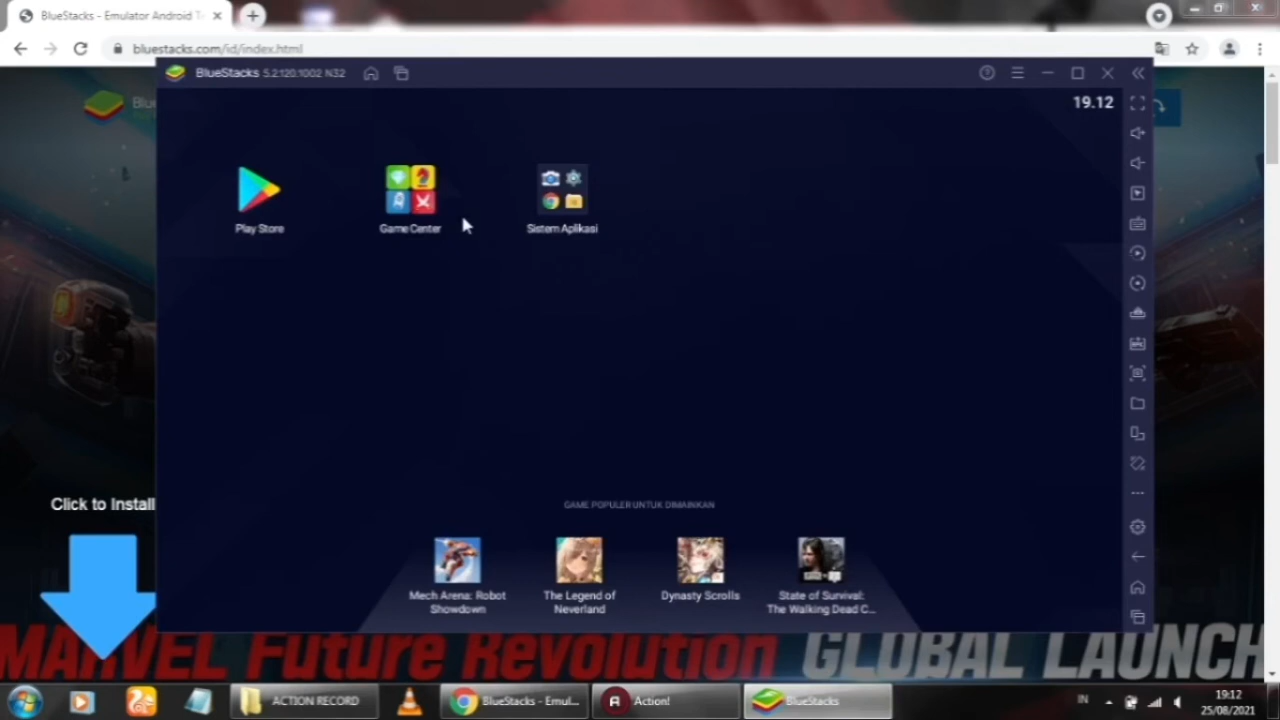 BlueStacks - Emulator Android T
bluestacks.com/id/index.html
BlueStacks 5.2.120.1002 N32
19.12
Play Store
Game Center
Sistem Aplikasi
Click to Install
GAME POPULER UNTUK DIMAINKAN
Mech Arena: Robot
Showdown
The Legend of
Neverland
Dynasty Scrolls
State of Survival:
The Walking Dead C...
MARVEL Future Revolution GLOBAL LAUNCH
ACTION RECORD
BlueStacks - Emul...
Action!
BlueStacks
IN
19:12
25/08/2021